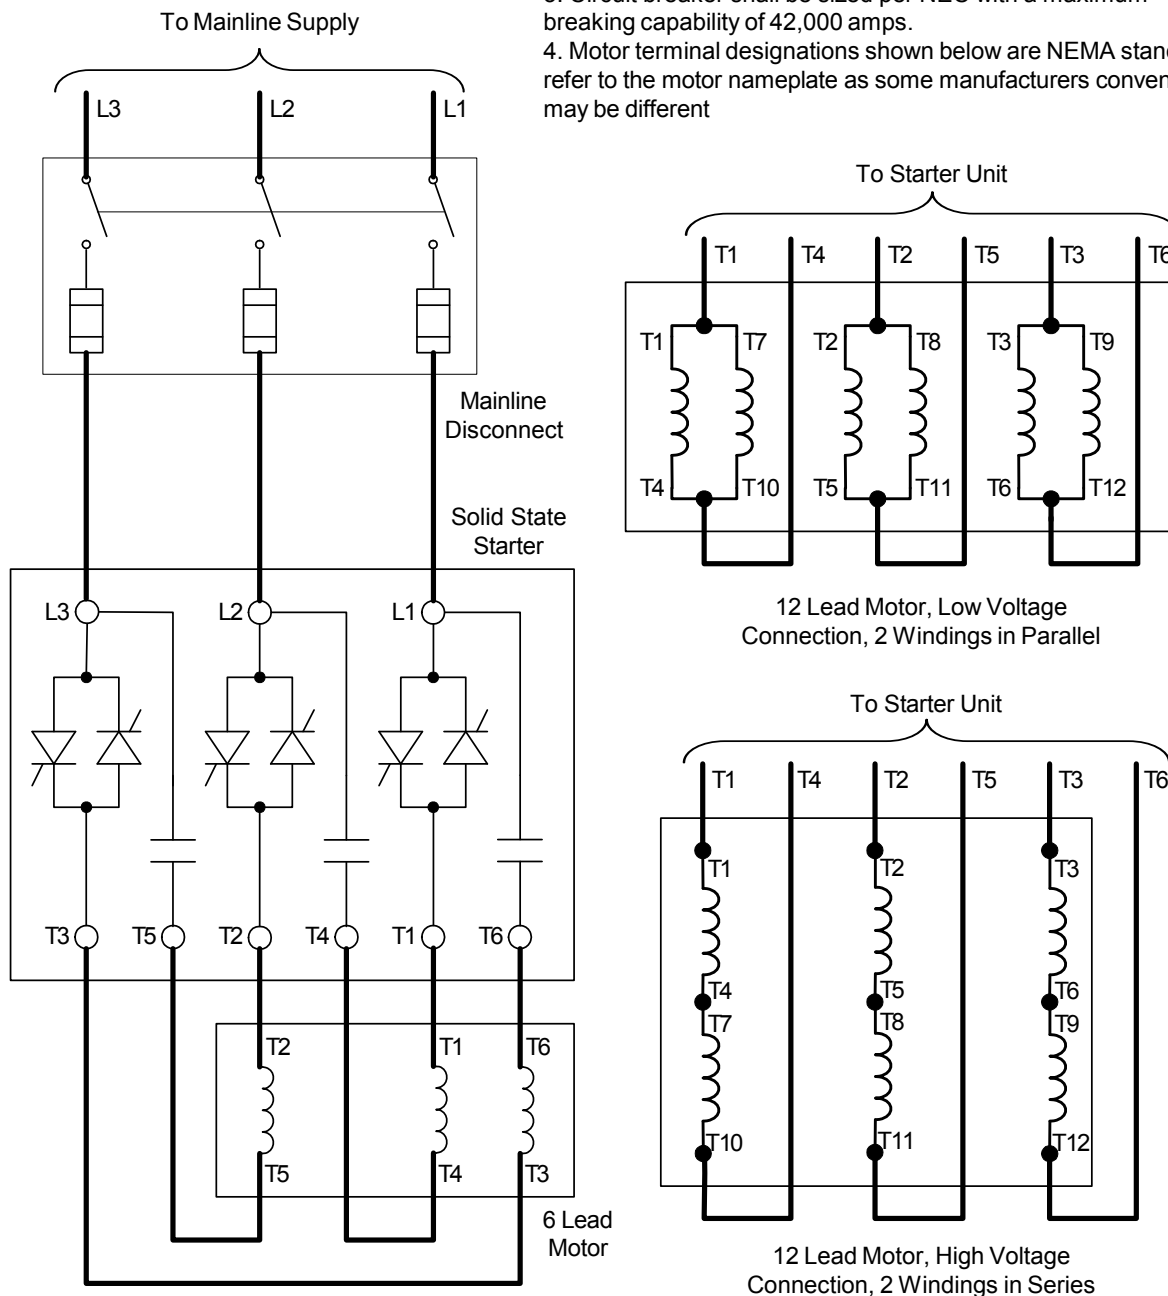 breaking capability of 42,000 amps.
4. Motor terminal designations shown below are NEMA
refer to the motor nameplate as some manufacturers
may be different
To Mainline Supply
L3 L2 L1
Mainline
Disconnect
Solid State
Starter
L3 L2 L1
T3 T5 T2 T4 T1 T6
T2 T1 T6
T5 T4 T3
6 Lead
Motor
To Starter Unit
T1 T4 T2 T5 T3 T6
T1 T7 T2 T8 T3 T9
T4 T10 T5 T11 T6 T12
12 Lead Motor, Low Voltage
Connection, 2 Windings in Parallel
To Starter Unit
T1 T4 T2 T5 T3 T6
T1 T2 T3
T4 T5 T6
T7 T8 T9
T10 T11 T12
12 Lead Motor, High Voltage
Connection, 2 Windings in Series